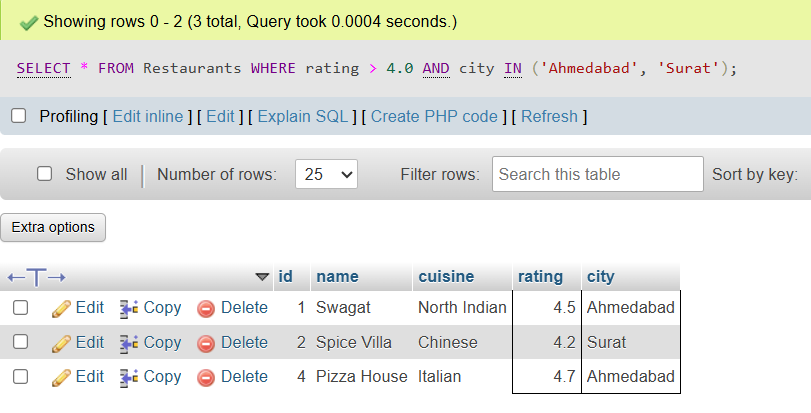 Showing rows 0 - 2 (3 total, Query took 0.0004 seconds.)
SELECT * FROM Restaurants WHERE rating > 4.0 AND city IN ('Ahmedabad', 'Surat');
Profiling [ Edit inline ] [ Edit ] [ Explain SQL ] [ Create PHP code ] [ Refresh ]
Show all Number of rows: 25 Filter rows: Search this table Sort by key:
Extra options
←T→ id name cuisine rating city
Edit Copy Delete 1 Swagat North Indian 4.5 Ahmedabad
Edit Copy Delete 2 Spice Villa Chinese 4.2 Surat
Edit Copy Delete 4 Pizza House Italian 4.7 Ahmedabad